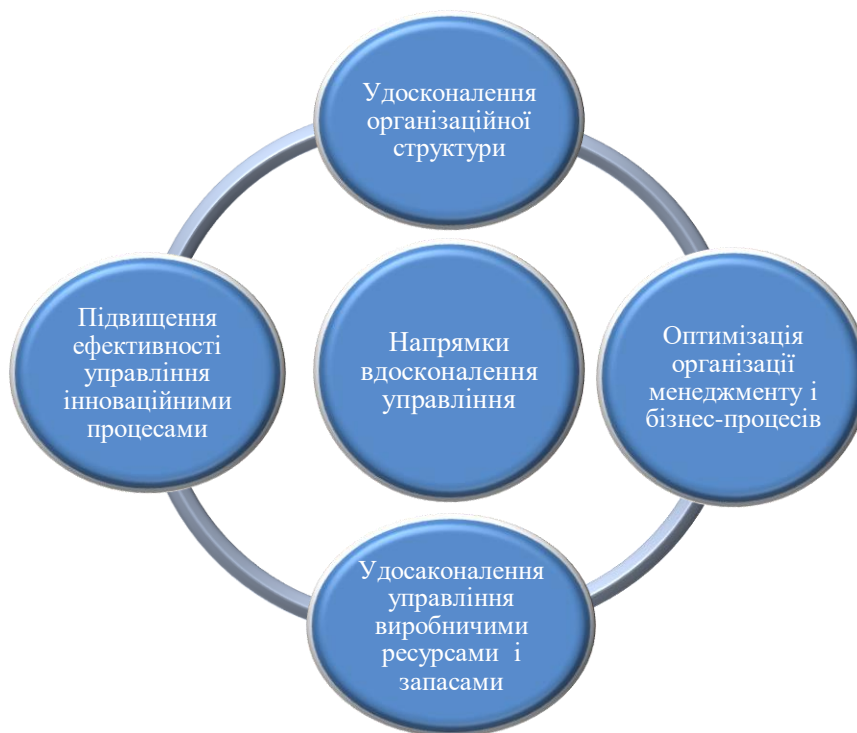 Удосконалення
організаційної
структури
Підвищення
ефективності
управління
інноваційними
процесами
Напрямки
вдосконалення
управління
Оптимізація
організації
менеджменту і
бізнес-процесів
Удосаконалення
управління
виробничими
ресурсами і
запасами